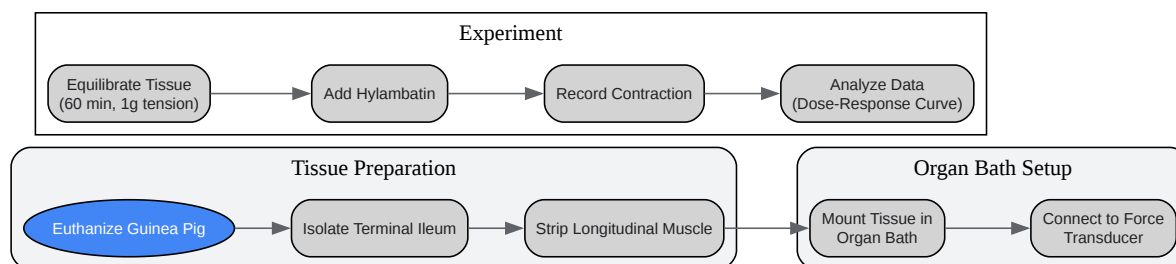 Experiment
Equilibrate Tissue
(60 min, 1g tension)
Add Hylambatin
Record Contraction
Analyze Data
(Dose-Response Curve)
Tissue Preparation
Euthanize Guinea Pig
Isolate Terminal Ileum
Strip Longitudinal Muscle
Organ Bath Setup
Mount Tissue in
Organ Bath
Connect to Force
Transducer